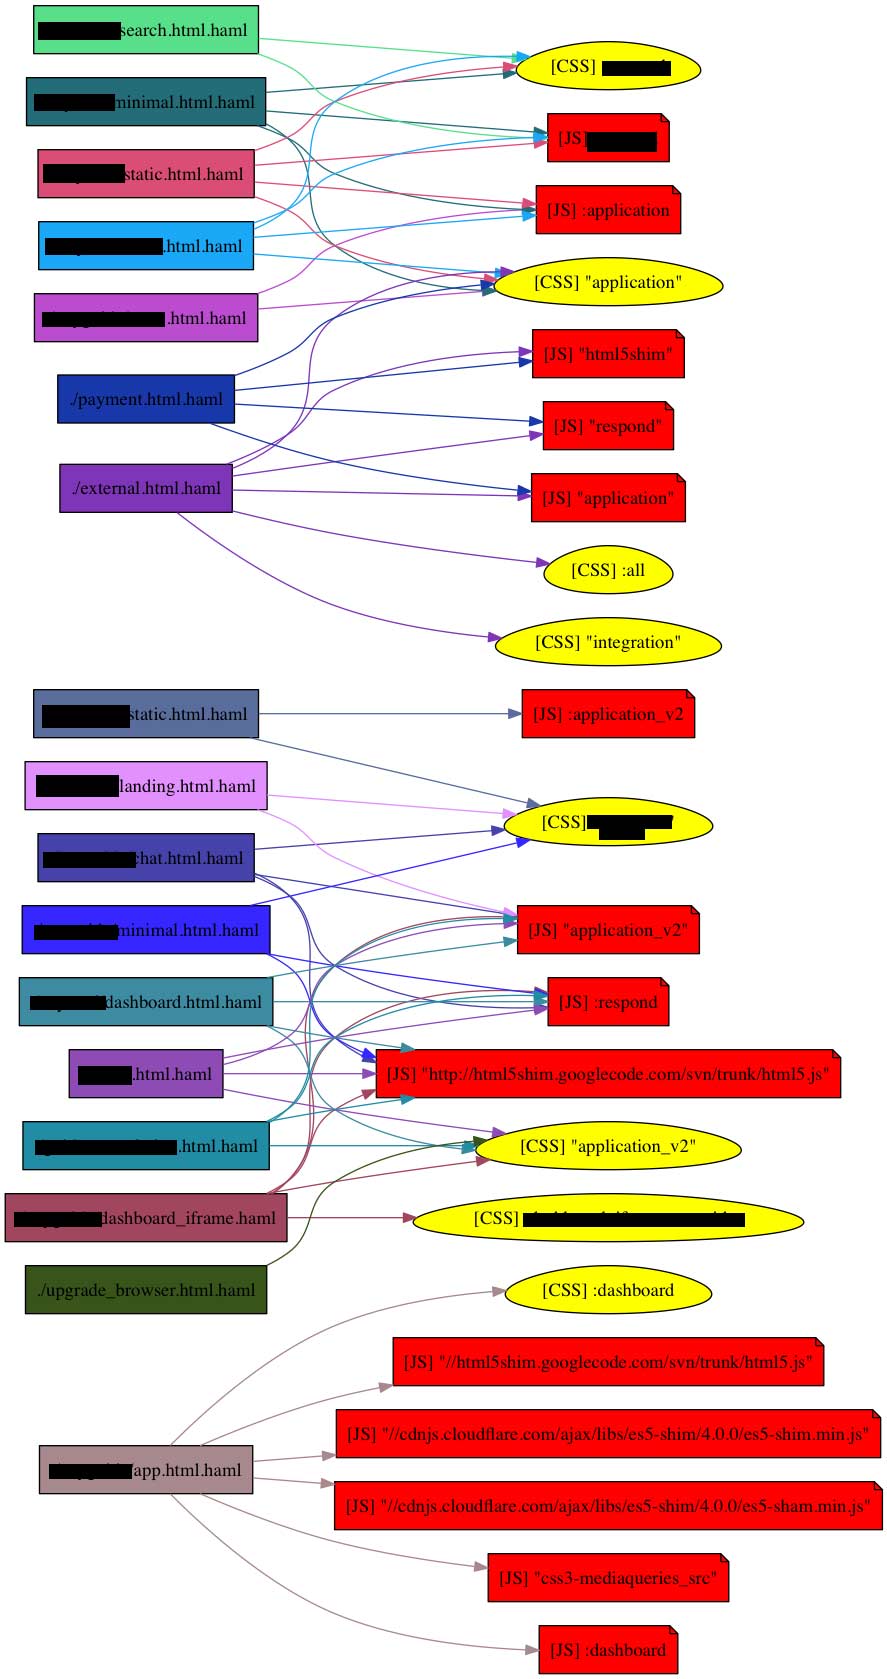 search.html.haml
[CSS]
minimal.html.haml
[JS]
static.html.haml
[JS] :application
.html.haml
[CSS] "application"
.html.haml
[JS] "html5shim"
./payment.html.haml
[JS] "respond"
./external.html.haml
[JS] "application"
[CSS] :all
[CSS] "integration"
static.html.haml
[JS] :application_v2
landing.html.haml
[CSS]
chat.html.haml
minimal.html.haml
[JS] "application_v2"
dashboard.html.haml
[JS] :respond
.html.haml
[JS] "http://html5shim.googlecode.com/svn/trunk/html5.js"
.html.haml
[CSS] "application_v2"
dashboard_iframe.haml
[CSS]
./upgrade_browser.html.haml
[CSS] :dashboard
[JS] "//html5shim.googlecode.com/svn/trunk/html5.js"
[JS] "//cdnjs.cloudflare.com/ajax/libs/es5-shim/4.0.0/es5-shim.min.js"
/app.html.haml
[JS] "//cdnjs.cloudflare.com/ajax/libs/es5-shim/4.0.0/es5-sham.min.js"
[JS] "css3-mediaqueries_src"
[JS] :dashboard